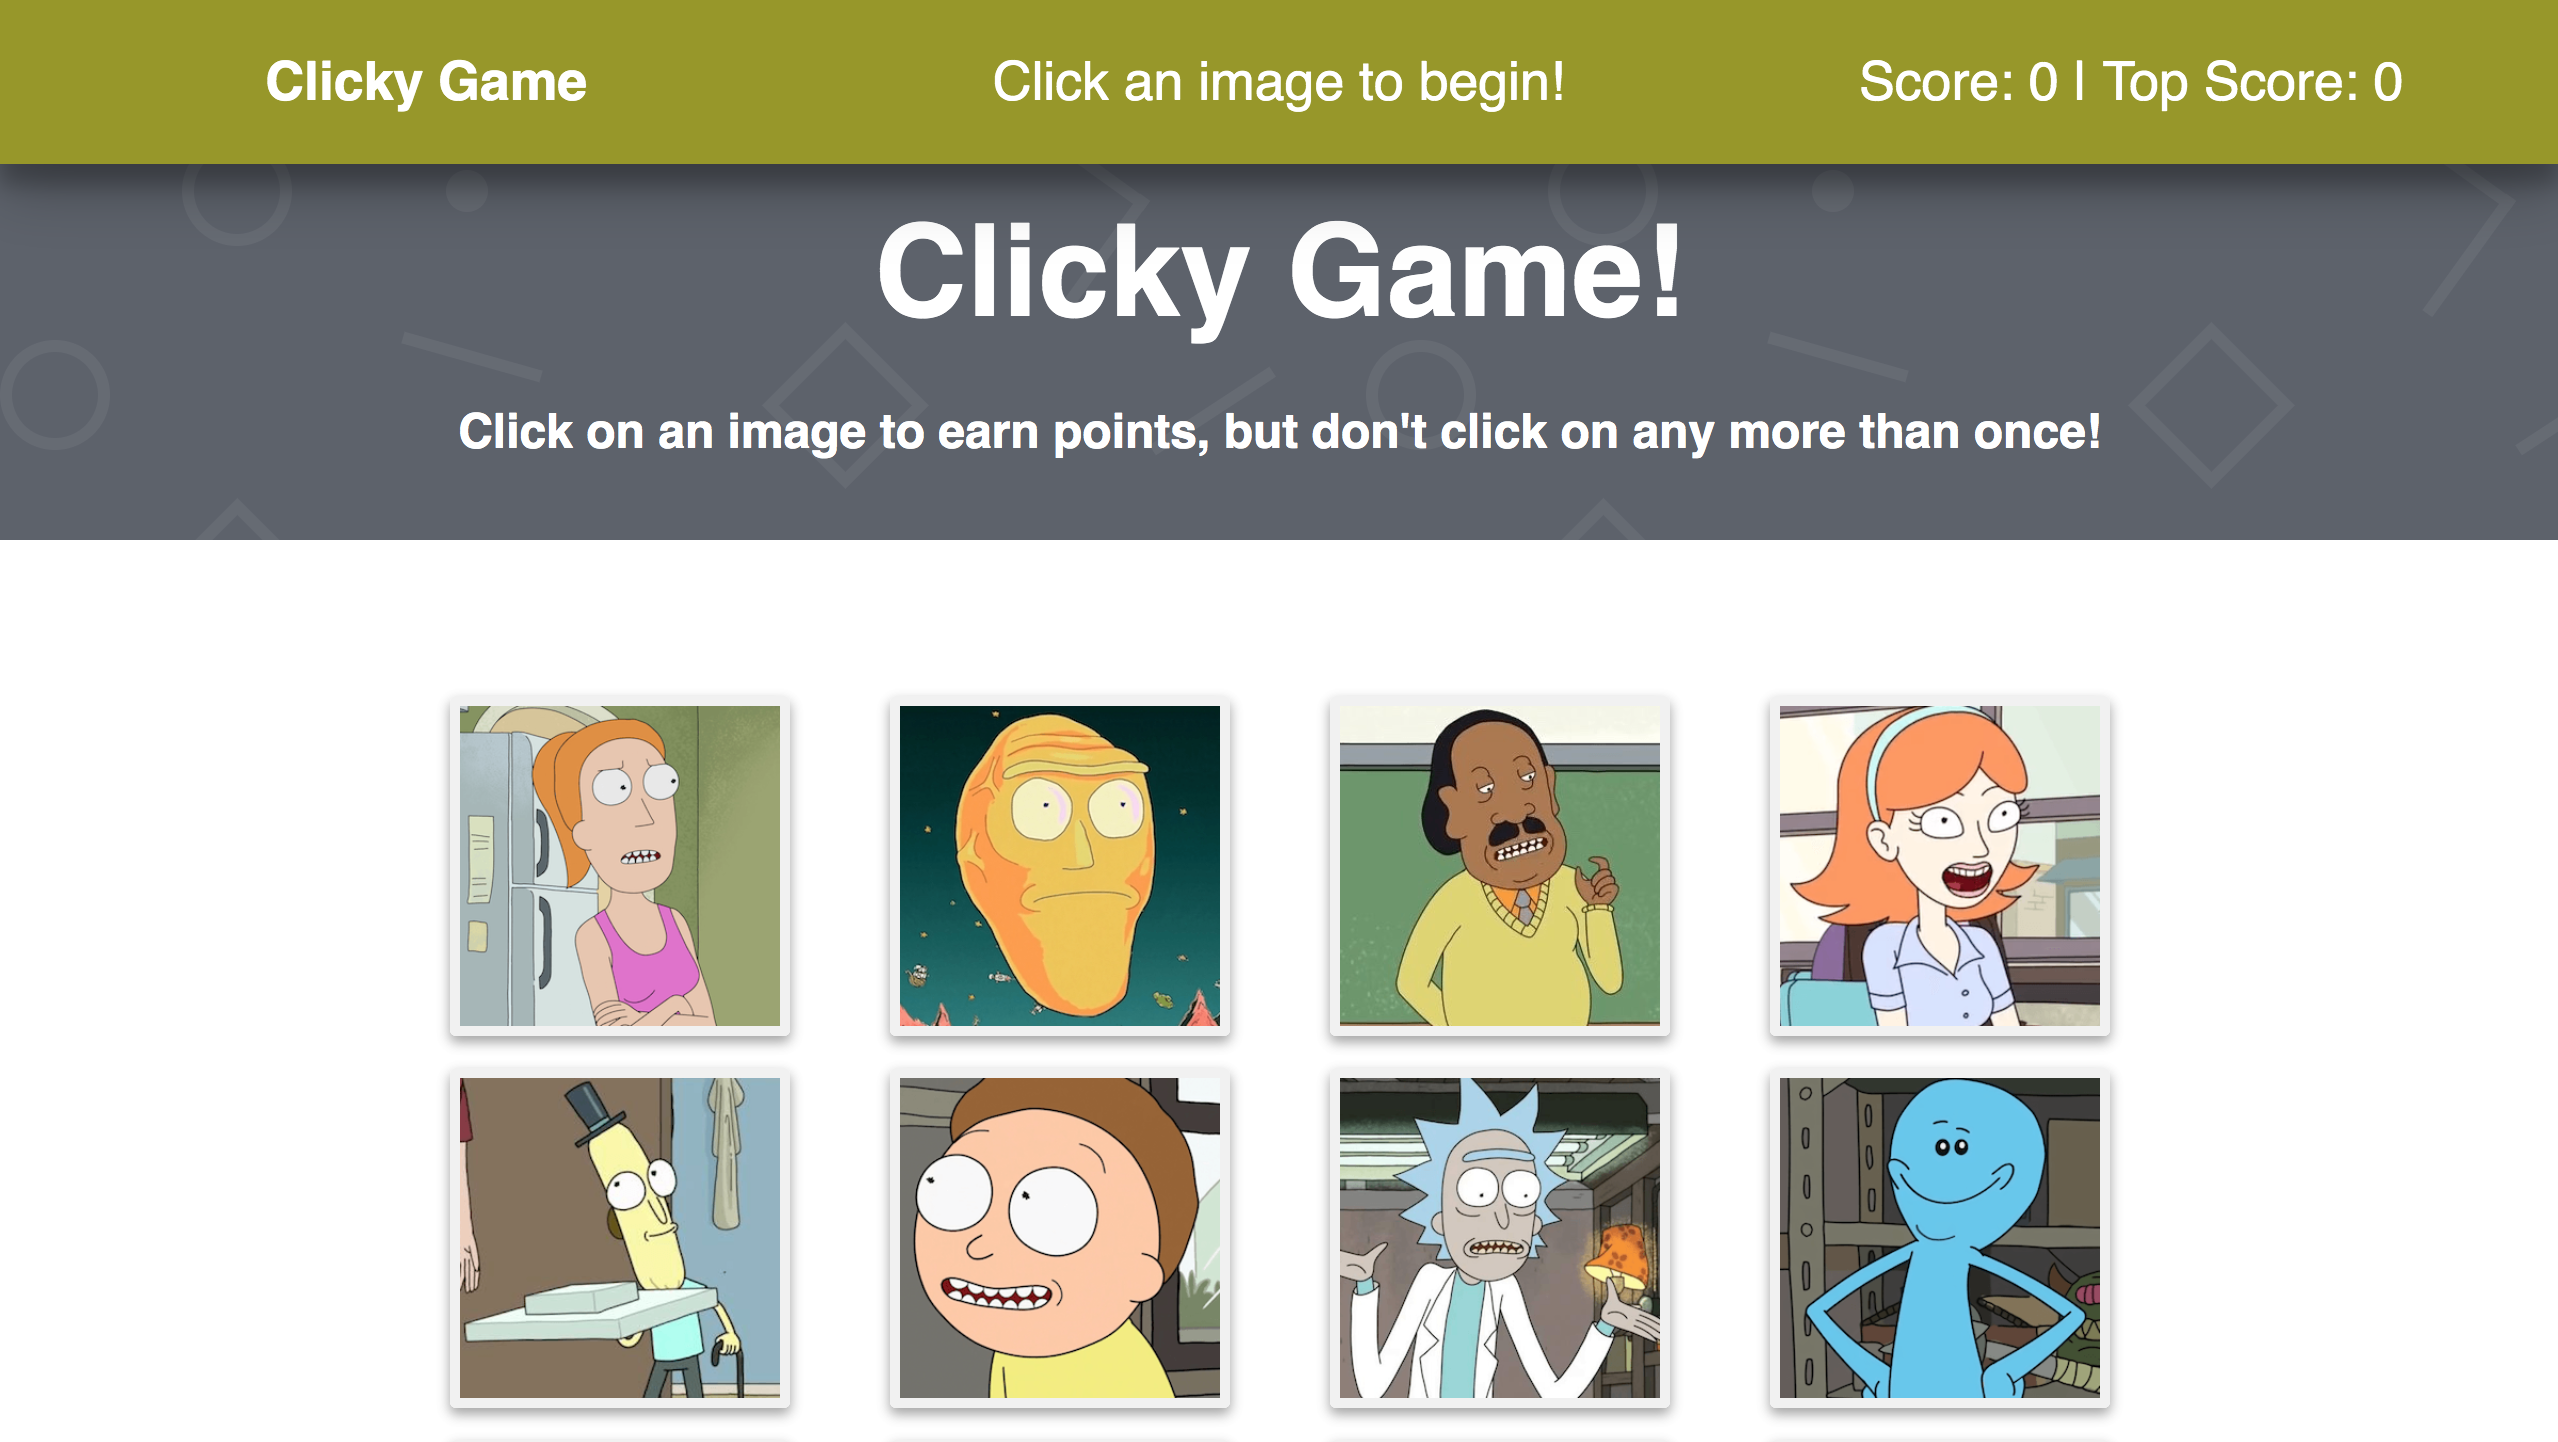 Clicky Game
Click an image to begin!
Score: 0 | Top Score: 0
Clicky Game!
Click on an image to earn points, but don't click on any more than once!